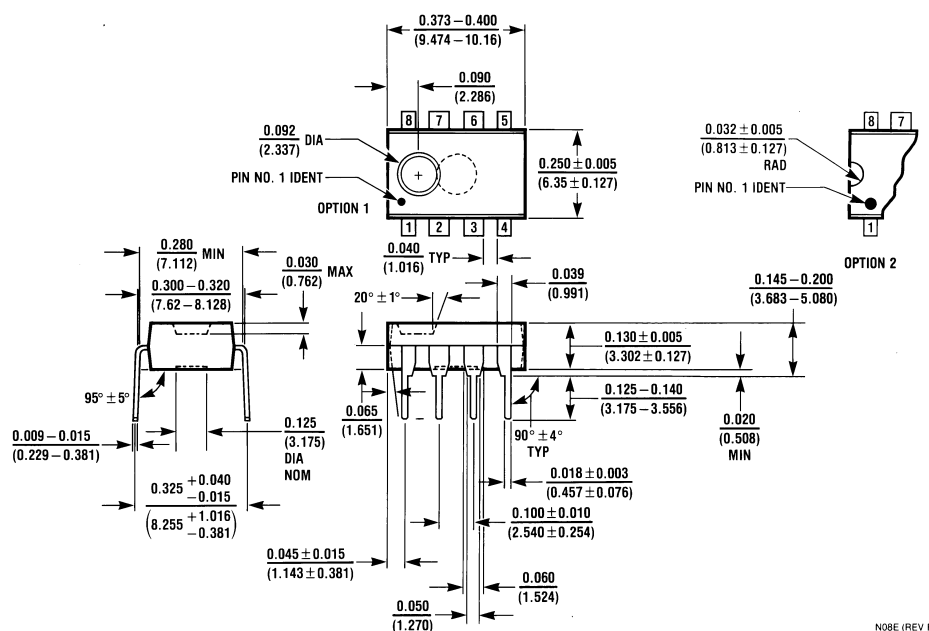 0.373 – 0.400
(9.474 – 10.16)
0.090
(2.286)
8 7 6 5
0.092 DIA
(2.337)
PIN NO. 1 IDENT
OPTION 1
1 2 3 4
0.250 ± 0.005
(6.35 ± 0.127)
0.032 ± 0.005
(0.813 ± 0.127)
RAD
PIN NO. 1 IDENT
8 7
1
OPTION 2
0.280 MIN
(7.112)
0.300 – 0.320
(7.62 – 8.128)
0.030 MAX
(0.762)
0.040 TYP
(1.016)
20° ± 1°
0.039
(0.991)
0.145 – 0.200
(3.683 – 5.080)
0.130 ± 0.005
(3.302 ± 0.127)
0.125 – 0.140
(3.175 – 3.556)
0.020
(0.508)
MIN
95° ± 5°
0.009 – 0.015
(0.229 – 0.381)
0.125
(3.175)
DIA
NOM
0.065
(1.651)
90° ± 4°
TYP
0.018 ± 0.003
(0.457 ± 0.076)
0.325 +0.040
–0.015
(8.255 +1.016
–0.381)
0.100 ± 0.010
(2.540 ± 0.254)
0.045 ± 0.015
(1.143 ± 0.381)
0.060
(1.524)
0.050
(1.270)
N08E (REV